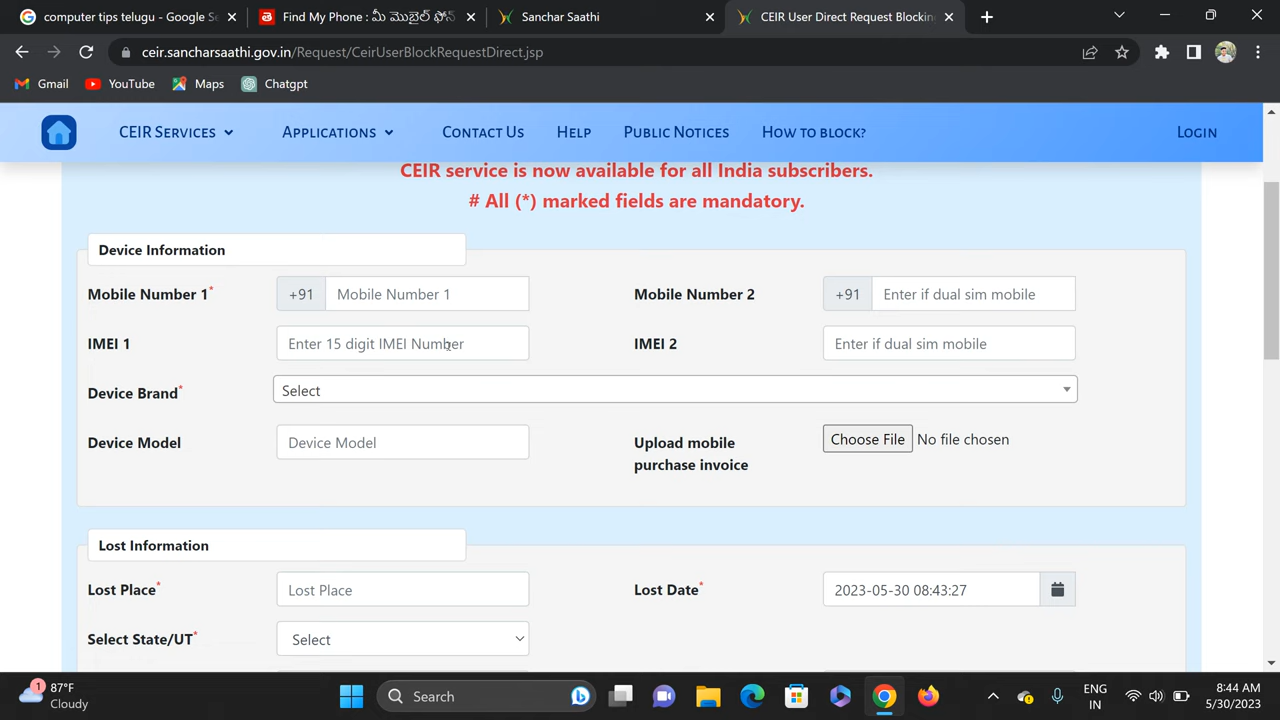 computer tips telugu - Google Se
Find My Phone : మీ మొబైల్ ఫోన్
Sanchar Saathi
CEIR User Direct Request Blocking
ceir.sancharsaathi.gov.in/Request/CeirUserBlockRequestDirect.jsp
Gmail
YouTube
Maps
Chatgpt
CEIR Services
Applications
Contact Us
Help
Public Notices
How to block?
Login
CEIR service is now available for all India subscribers.
# All (*) marked fields are mandatory.
Device Information
Mobile Number 1*
+91
Mobile Number 1
Mobile Number 2
+91
Enter if dual sim mobile
IMEI 1
Enter 15 digit IMEI Number
IMEI 2
Enter if dual sim mobile
Device Brand*
Select
Device Model
Device Model
Upload mobile
purchase invoice
Choose File No file chosen
Lost Information
Lost Place*
Lost Place
Lost Date*
2023-05-30 08:43:27
Select State/UT*
Select
1
87°F
Cloudy
Search
ENG
IN
8:44 AM
5/30/2023